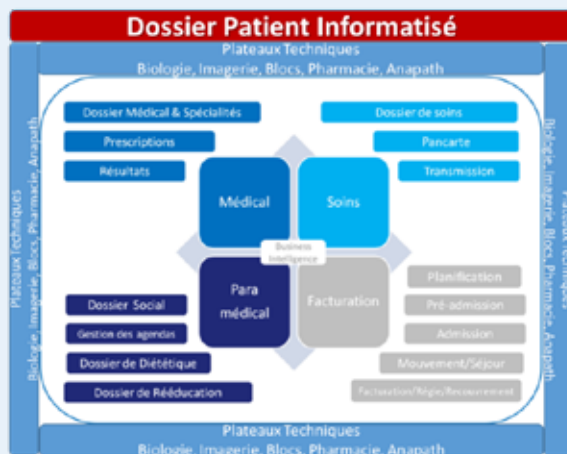 Dossier Patient Informatisé
Plateaux Techniques
Biologie, Imagerie, Blocs, Pharmacie, Anapath
Plateaux Techniques
Biologie, Imagerie, Blocs, Pharmacie, Anapath
Dossier Médical & Spécialités
Prescriptions
Résultats
Dossier de soins
Pancarte
Transmission
Médical
Soins
Business
Intelligence
Para
médical
Facturation
Dossier Social
Gestion des agendas
Dossier de Diététique
Dossier de Rééducation
Planification
Pré-admission
Admission
Mouvement/Séjour
Facturation/Régie/Recouvrement
Biologie, Imagerie, Blocs, Pharmacie, Anapath
Plateaux Techniques
Plateaux Techniques
Biologie, Imagerie, Blocs, Pharmacie, Anapath